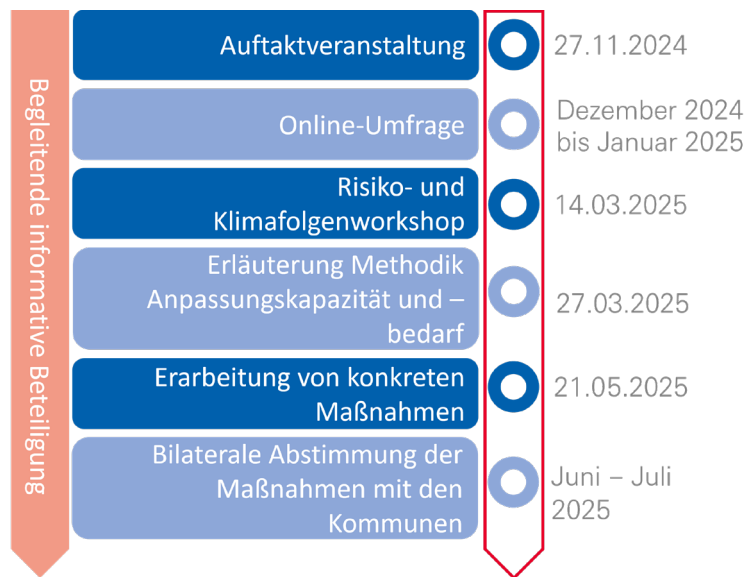 Begleitende informative Beteiligung
Auftaktveranstaltung
27.11.2024
Online-Umfrage
Dezember 2024
bis Januar 2025
Risiko- und
Klimafolgenworkshop
14.03.2025
Erläuterung Methodik
Anpassungskapazität und –
bedarf
27.03.2025
Erarbeitung von konkreten
Maßnahmen
21.05.2025
Bilaterale Abstimmung der
Maßnahmen mit den
Kommunen
Juni – Juli
2025